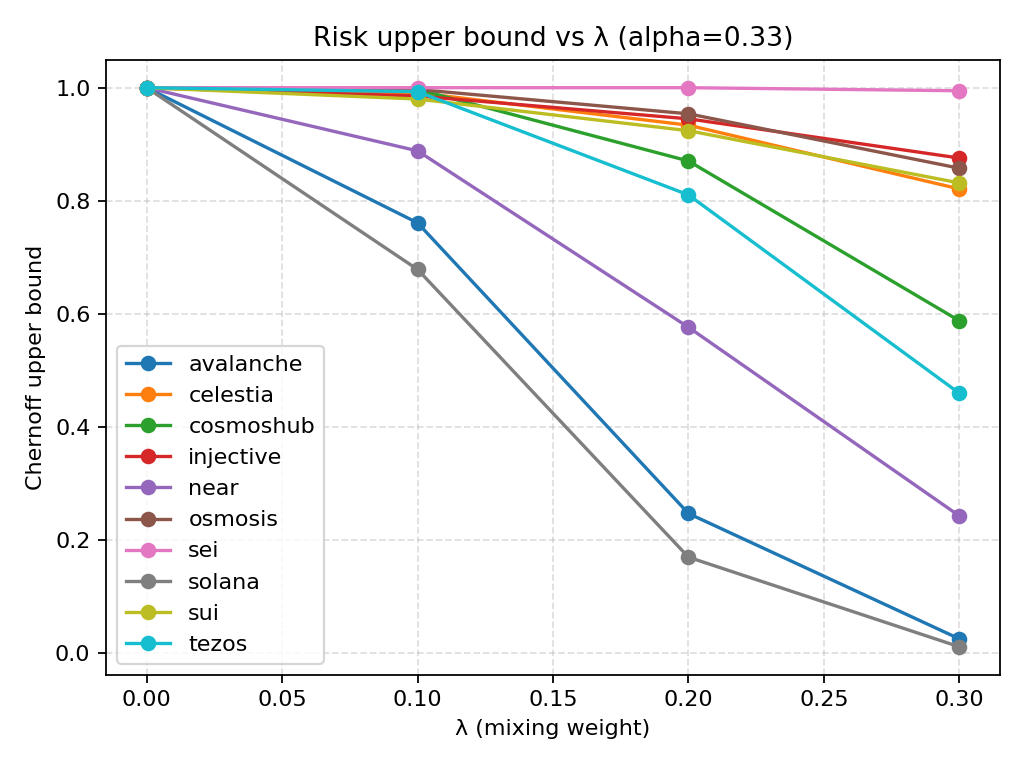 Risk upper bound vs λ (alpha=0.33)
Chernoff upper bound
1.0
0.8
0.6
0.4
0.2
0.0
avalanche
celestia
cosmoshub
injective
near
osmosis
sei
solana
sui
tezos
0.00 0.05 0.10 0.15 0.20 0.25 0.30
λ (mixing weight)